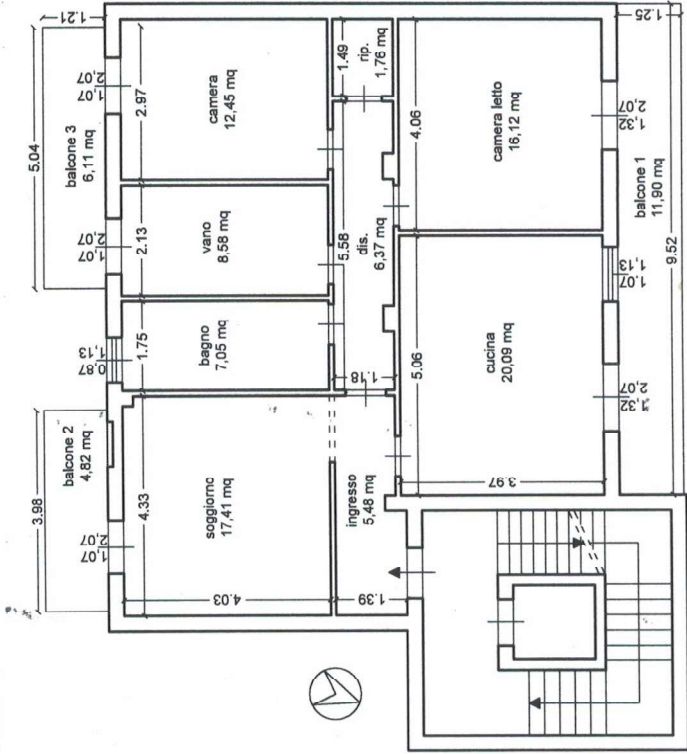 1.21
5.04
balcone 3
6,11 mq
1,07
2,07
2.97
camera
12,45 mq
1.49
rip.
1,76 mq
4.06
camera letto
16,12 mq
1,32
2,07
1.25
balcone 1
11,90 mq
9.52
1,07
2,07
2.13
vano
8,58 mq
5.58
dis.
6,37 mq
0,87
1,13
1.75
bagno
7,05 mq
1.18
5.06
cucina
20,09 mq
3.97
1.07
1,13
1,32
2,07
3.98
balcone 2
4,82 mq
1,07
2,07
4.33
soggiorno
17,41 mq
4.03
ingresso
5,48 mq
1.39